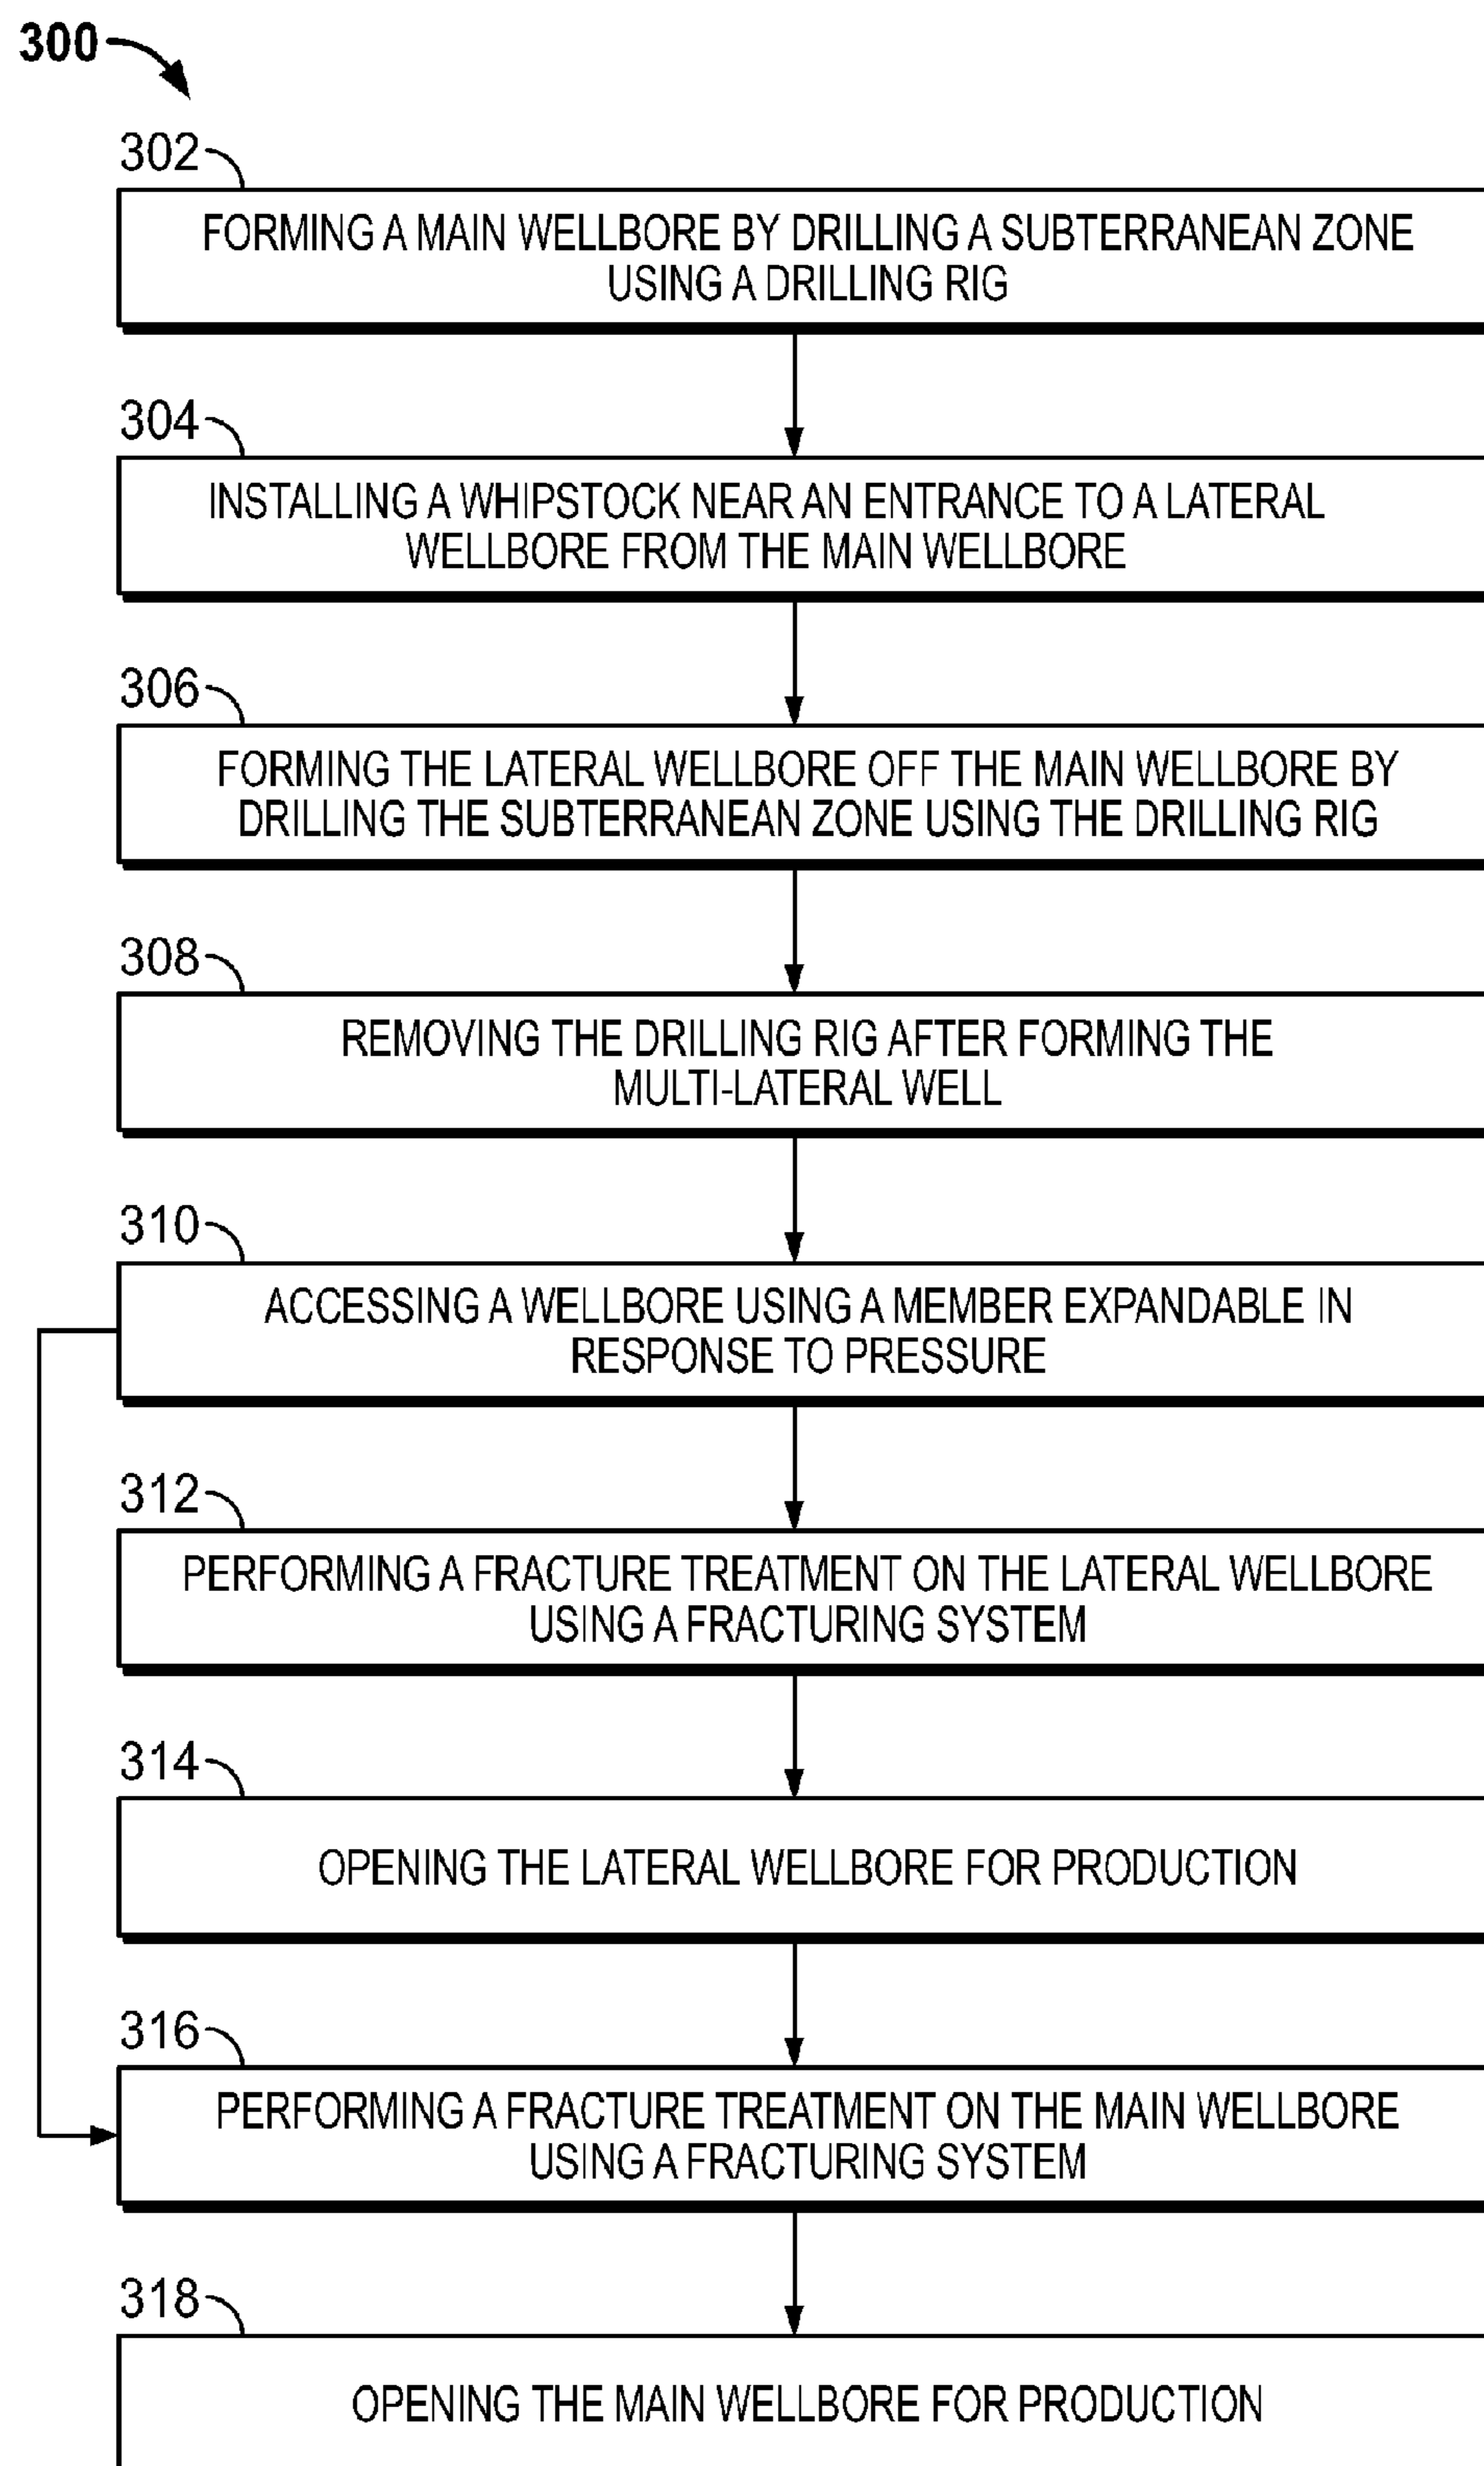 300
302
FORMING A MAIN WELLBORE BY DRILLING A SUBTERRANEAN ZONE
USING A DRILLING RIG
304
INSTALLING A WHIPSTOCK NEAR AN ENTRANCE TO A LATERAL
WELLBORE FROM THE MAIN WELLBORE
306
FORMING THE LATERAL WELLBORE OFF THE MAIN WELLBORE BY
DRILLING THE SUBTERRANEAN ZONE USING THE DRILLING RIG
308
REMOVING THE DRILLING RIG AFTER FORMING THE
MULTI-LATERAL WELL
310
ACCESSING A WELLBORE USING A MEMBER EXPANDABLE IN
RESPONSE TO PRESSURE
312
PERFORMING A FRACTURE TREATMENT ON THE LATERAL WELLBORE
USING A FRACTURING SYSTEM
314
OPENING THE LATERAL WELLBORE FOR PRODUCTION
316
PERFORMING A FRACTURE TREATMENT ON THE MAIN WELLBORE
USING A FRACTURING SYSTEM
318
OPENING THE MAIN WELLBORE FOR PRODUCTION